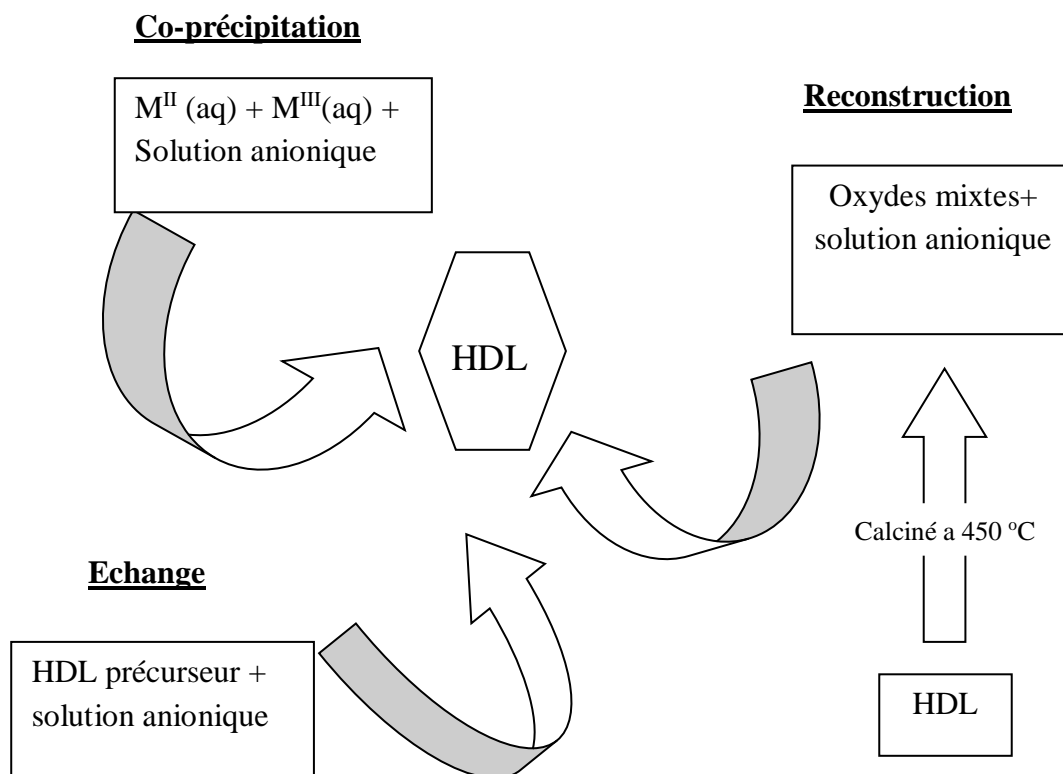 Co-précipitation
M^II (aq) + M^III(aq) +
Solution anionique
Reconstruction
Oxydes mixtes+
solution anionique
HDL
Calciné a 450 ºC
Echange
HDL précurseur +
solution anionique
HDL